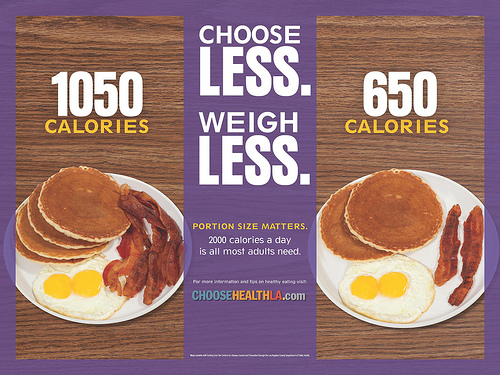 CHOOSE
LESS.
WEIGH
LESS.
1050
CALORIES
650
CALORIES
PORTION SIZE MATTERS.
2000 calories a day
is all most adults need.
For more information and tips on healthy eating visit:
CHOOSEHEALTHLA.com